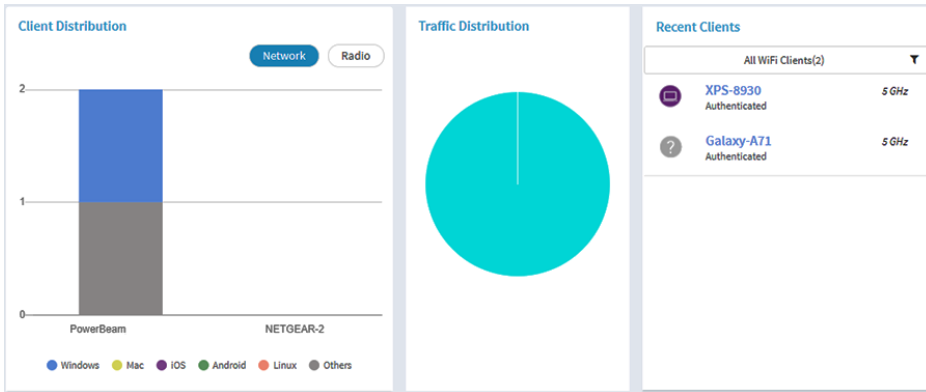 Client Distribution
Network Radio
2
1
0
PowerBeam NETGEAR-2
Windows Mac iOS Android Linux Others
Traffic Distribution
Recent Clients
All WiFi Clients(2)
XPS-8930 5 GHz
Authenticated
?
Galaxy-A71 5 GHz
Authenticated